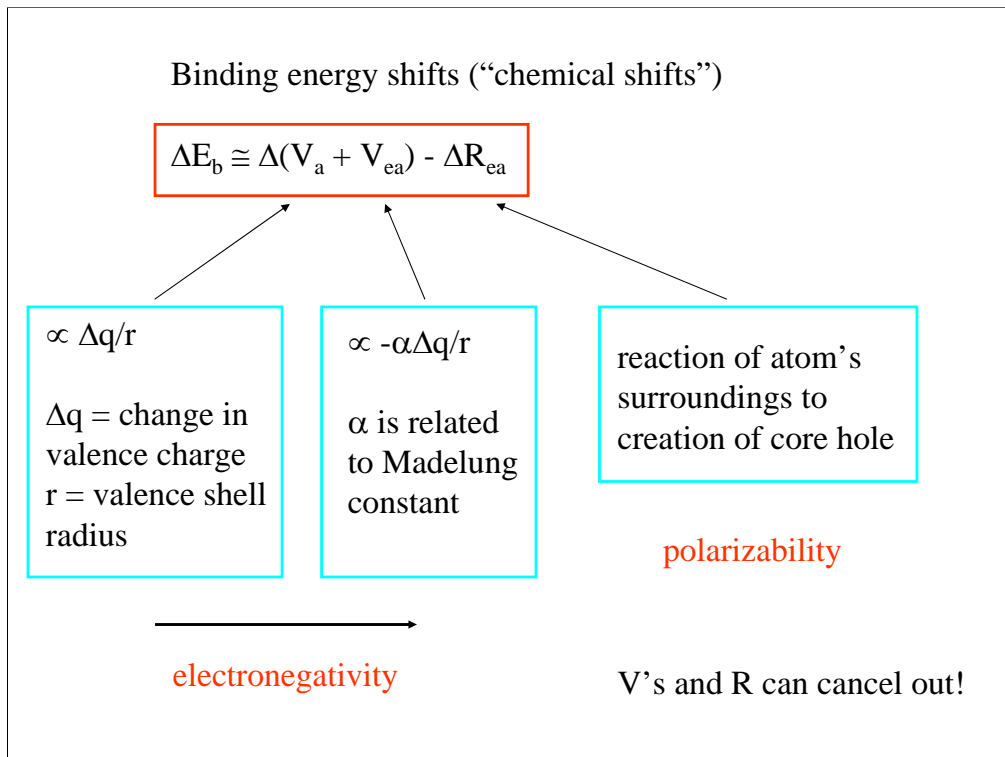 Binding energy shifts (“chemical shifts”)
ΔE_b ≅ Δ(V_a + V_ea) - ΔR_ea
∝ Δq/r
Δq = change in
valence charge
r = valence shell
radius
∝ -αΔq/r
α is related
to Madelung
constant
reaction of atom’s
surroundings to
creation of core hole
polarizability
electronegativity
V’s and R can cancel out!